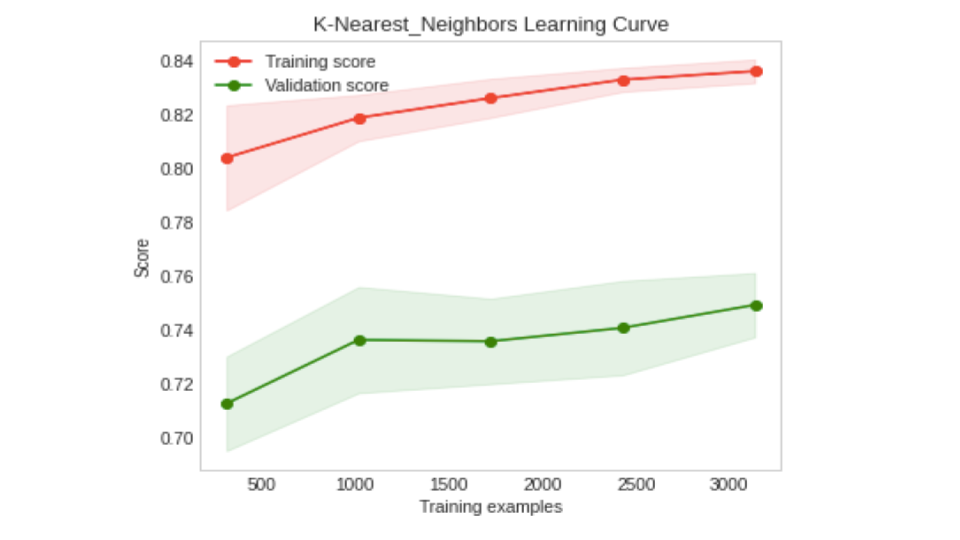 K-Nearest_Neighbors Learning Curve
Training score
Validation score
0.84
0.82
0.80
0.78
0.76
0.74
0.72
0.70
Score
500 1000 1500 2000 2500 3000
Training examples